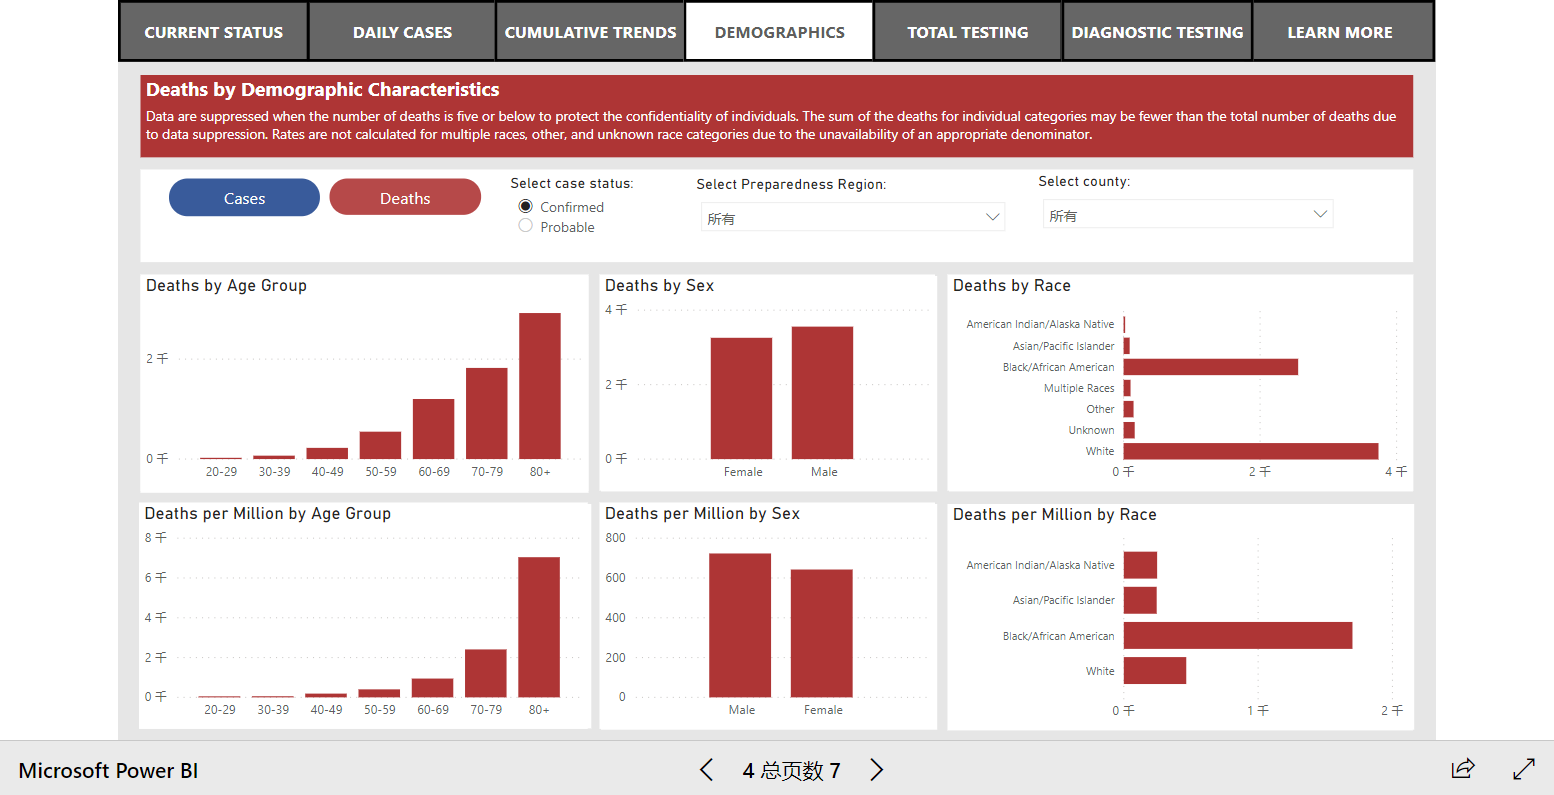 CURRENT STATUS
DAILY CASES
CUMULATIVE TRENDS
DEMOGRAPHICS
TOTAL TESTING
DIAGNOSTIC TESTING
LEARN MORE
Deaths by Demographic Characteristics
Data are suppressed when the number of deaths is five or below to protect the confidentiality of individuals. The sum of the deaths for individual categories may be fewer than the total number of deaths due
to data suppression. Rates are not calculated for multiple races, other, and unknown race categories due to the unavailability of an appropriate denominator.
Cases
Deaths
Select case status:
Confirmed
Probable
Select Preparedness Region:
所有
Select county:
所有
Deaths by Age Group
2 千
0 千
20-29
30-39
40-49
50-59
60-69
70-79
80+
Deaths by Sex
4 千
2 千
0 千
Female
Male
Deaths by Race
American Indian/Alaska Native
Asian/Pacific Islander
Black/African American
Multiple Races
Other
Unknown
White
0 千
2 千
4 千
Deaths per Million by Age Group
8 千
6 千
4 千
2 千
0 千
20-29
30-39
40-49
50-59
60-69
70-79
80+
Deaths per Million by Sex
800
600
400
200
0
Male
Female
Deaths per Million by Race
American Indian/Alaska Native
Asian/Pacific Islander
Black/African American
White
0 千
1 千
2 千
Microsoft Power BI
4 总页数 7